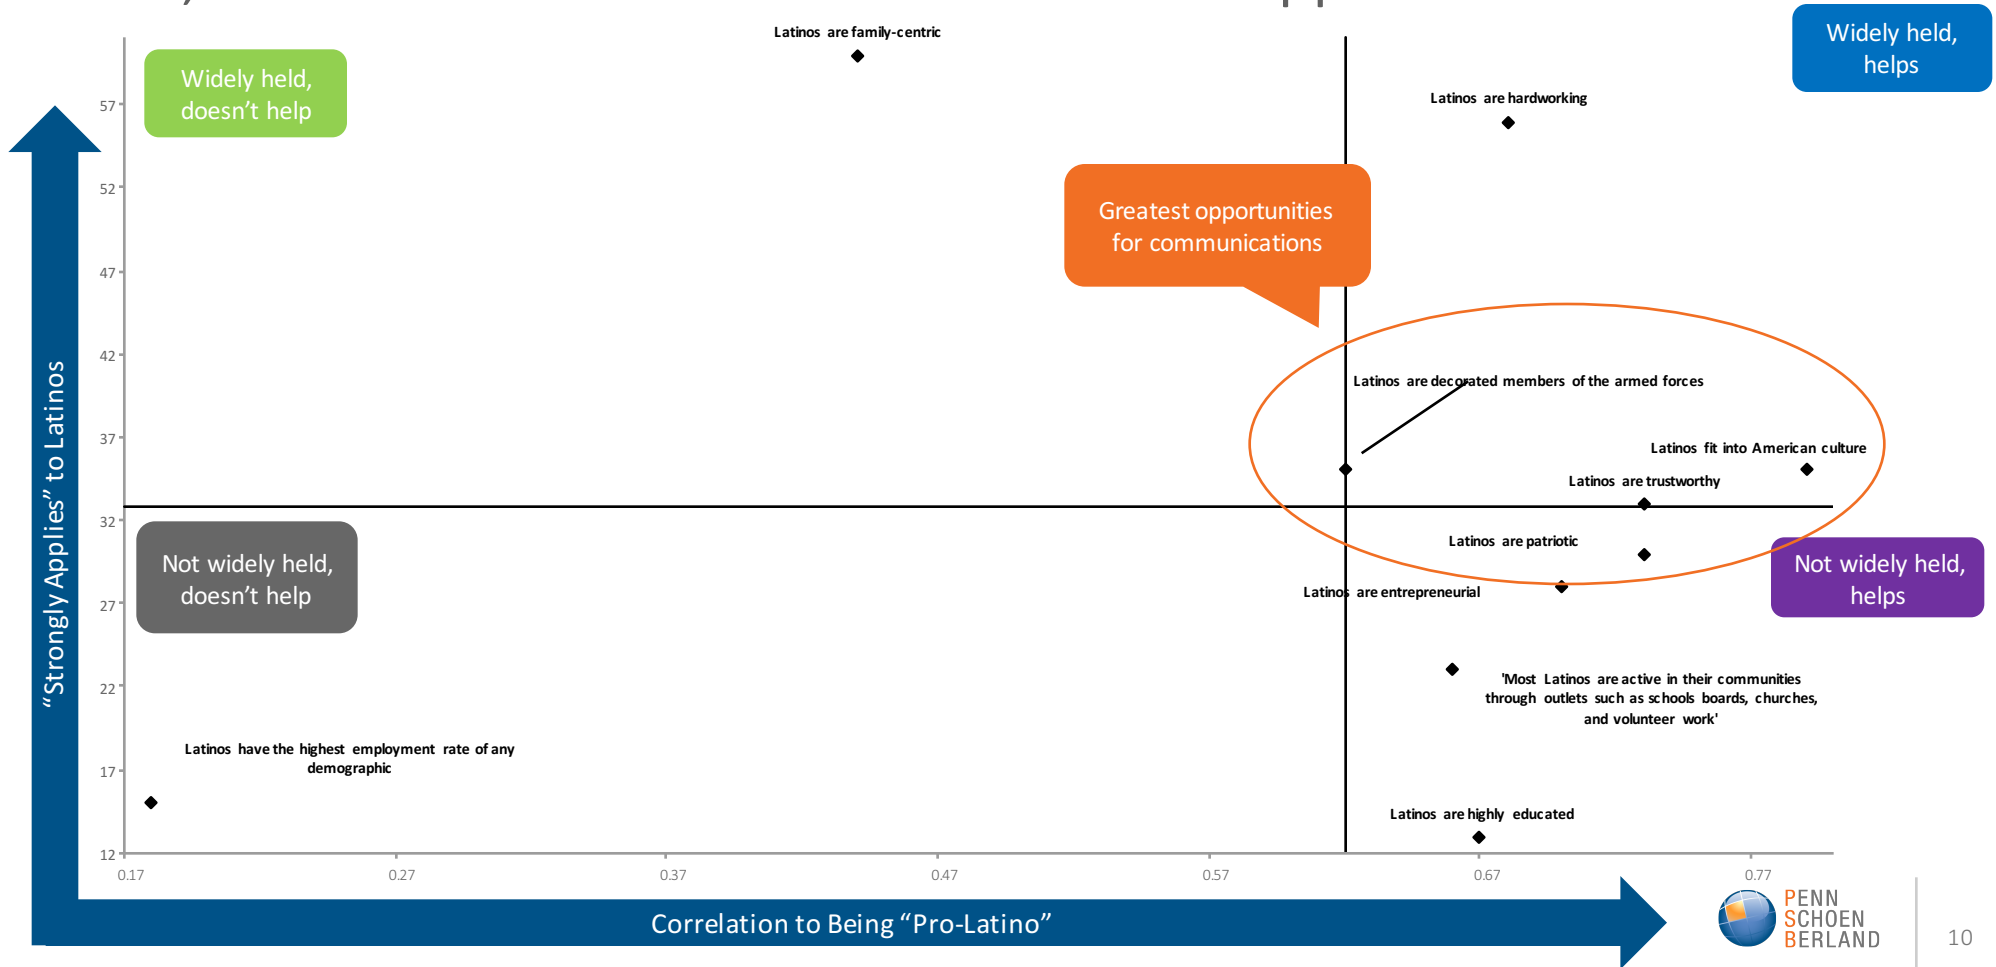 Latinos are family-centric
Widely held,
helps
Widely held,
doesn't help
57
Latinos are hardworking
52
Greatest opportunities
for communications
47
42
Latinos are decorated members of the armed forces
37
Latinos fit into American culture
Latinos are trustworthy
32
Latinos are patriotic
Not widely held,
doesn't help
Not widely held,
helps
27
Latinos are entrepreneurial
22
'Most Latinos are active in their communities
through outlets such as schools boards, churches,
and volunteer work'
Latinos have the highest employment rate of any
demographic
17
Latinos are highly educated
12
0.17
0.27
0.37
0.47
0.57
0.67
0.77
"Strongly Applies" to Latinos
Correlation to Being "Pro-Latino"
PENN
SCHOEN
BERLAND
10